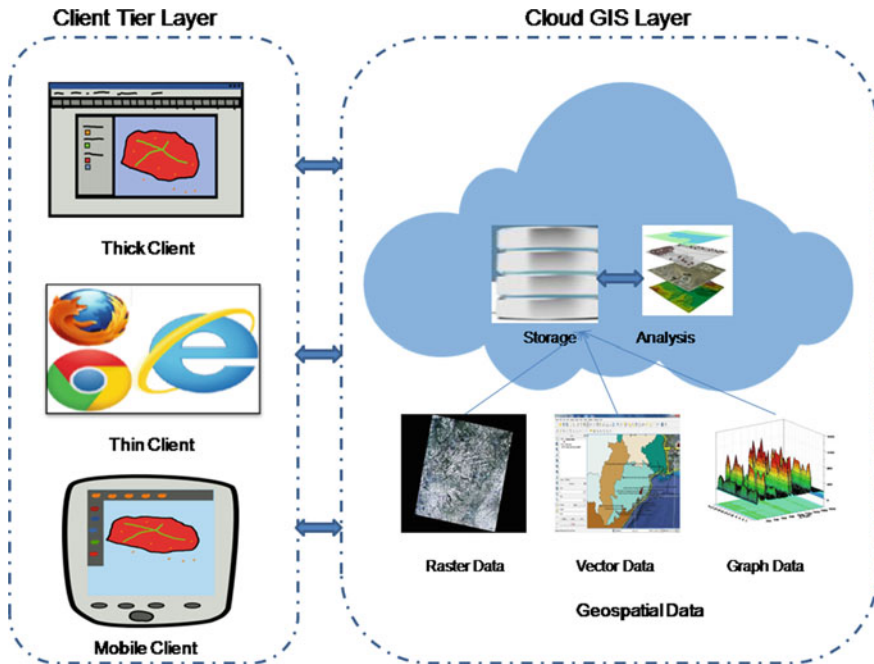 Client Tier Layer
Cloud GIS Layer
Thick Client
Storage
Analysis
Thin Client
Raster Data
Vector Data
Graph Data
Geospatial Data
Mobile Client